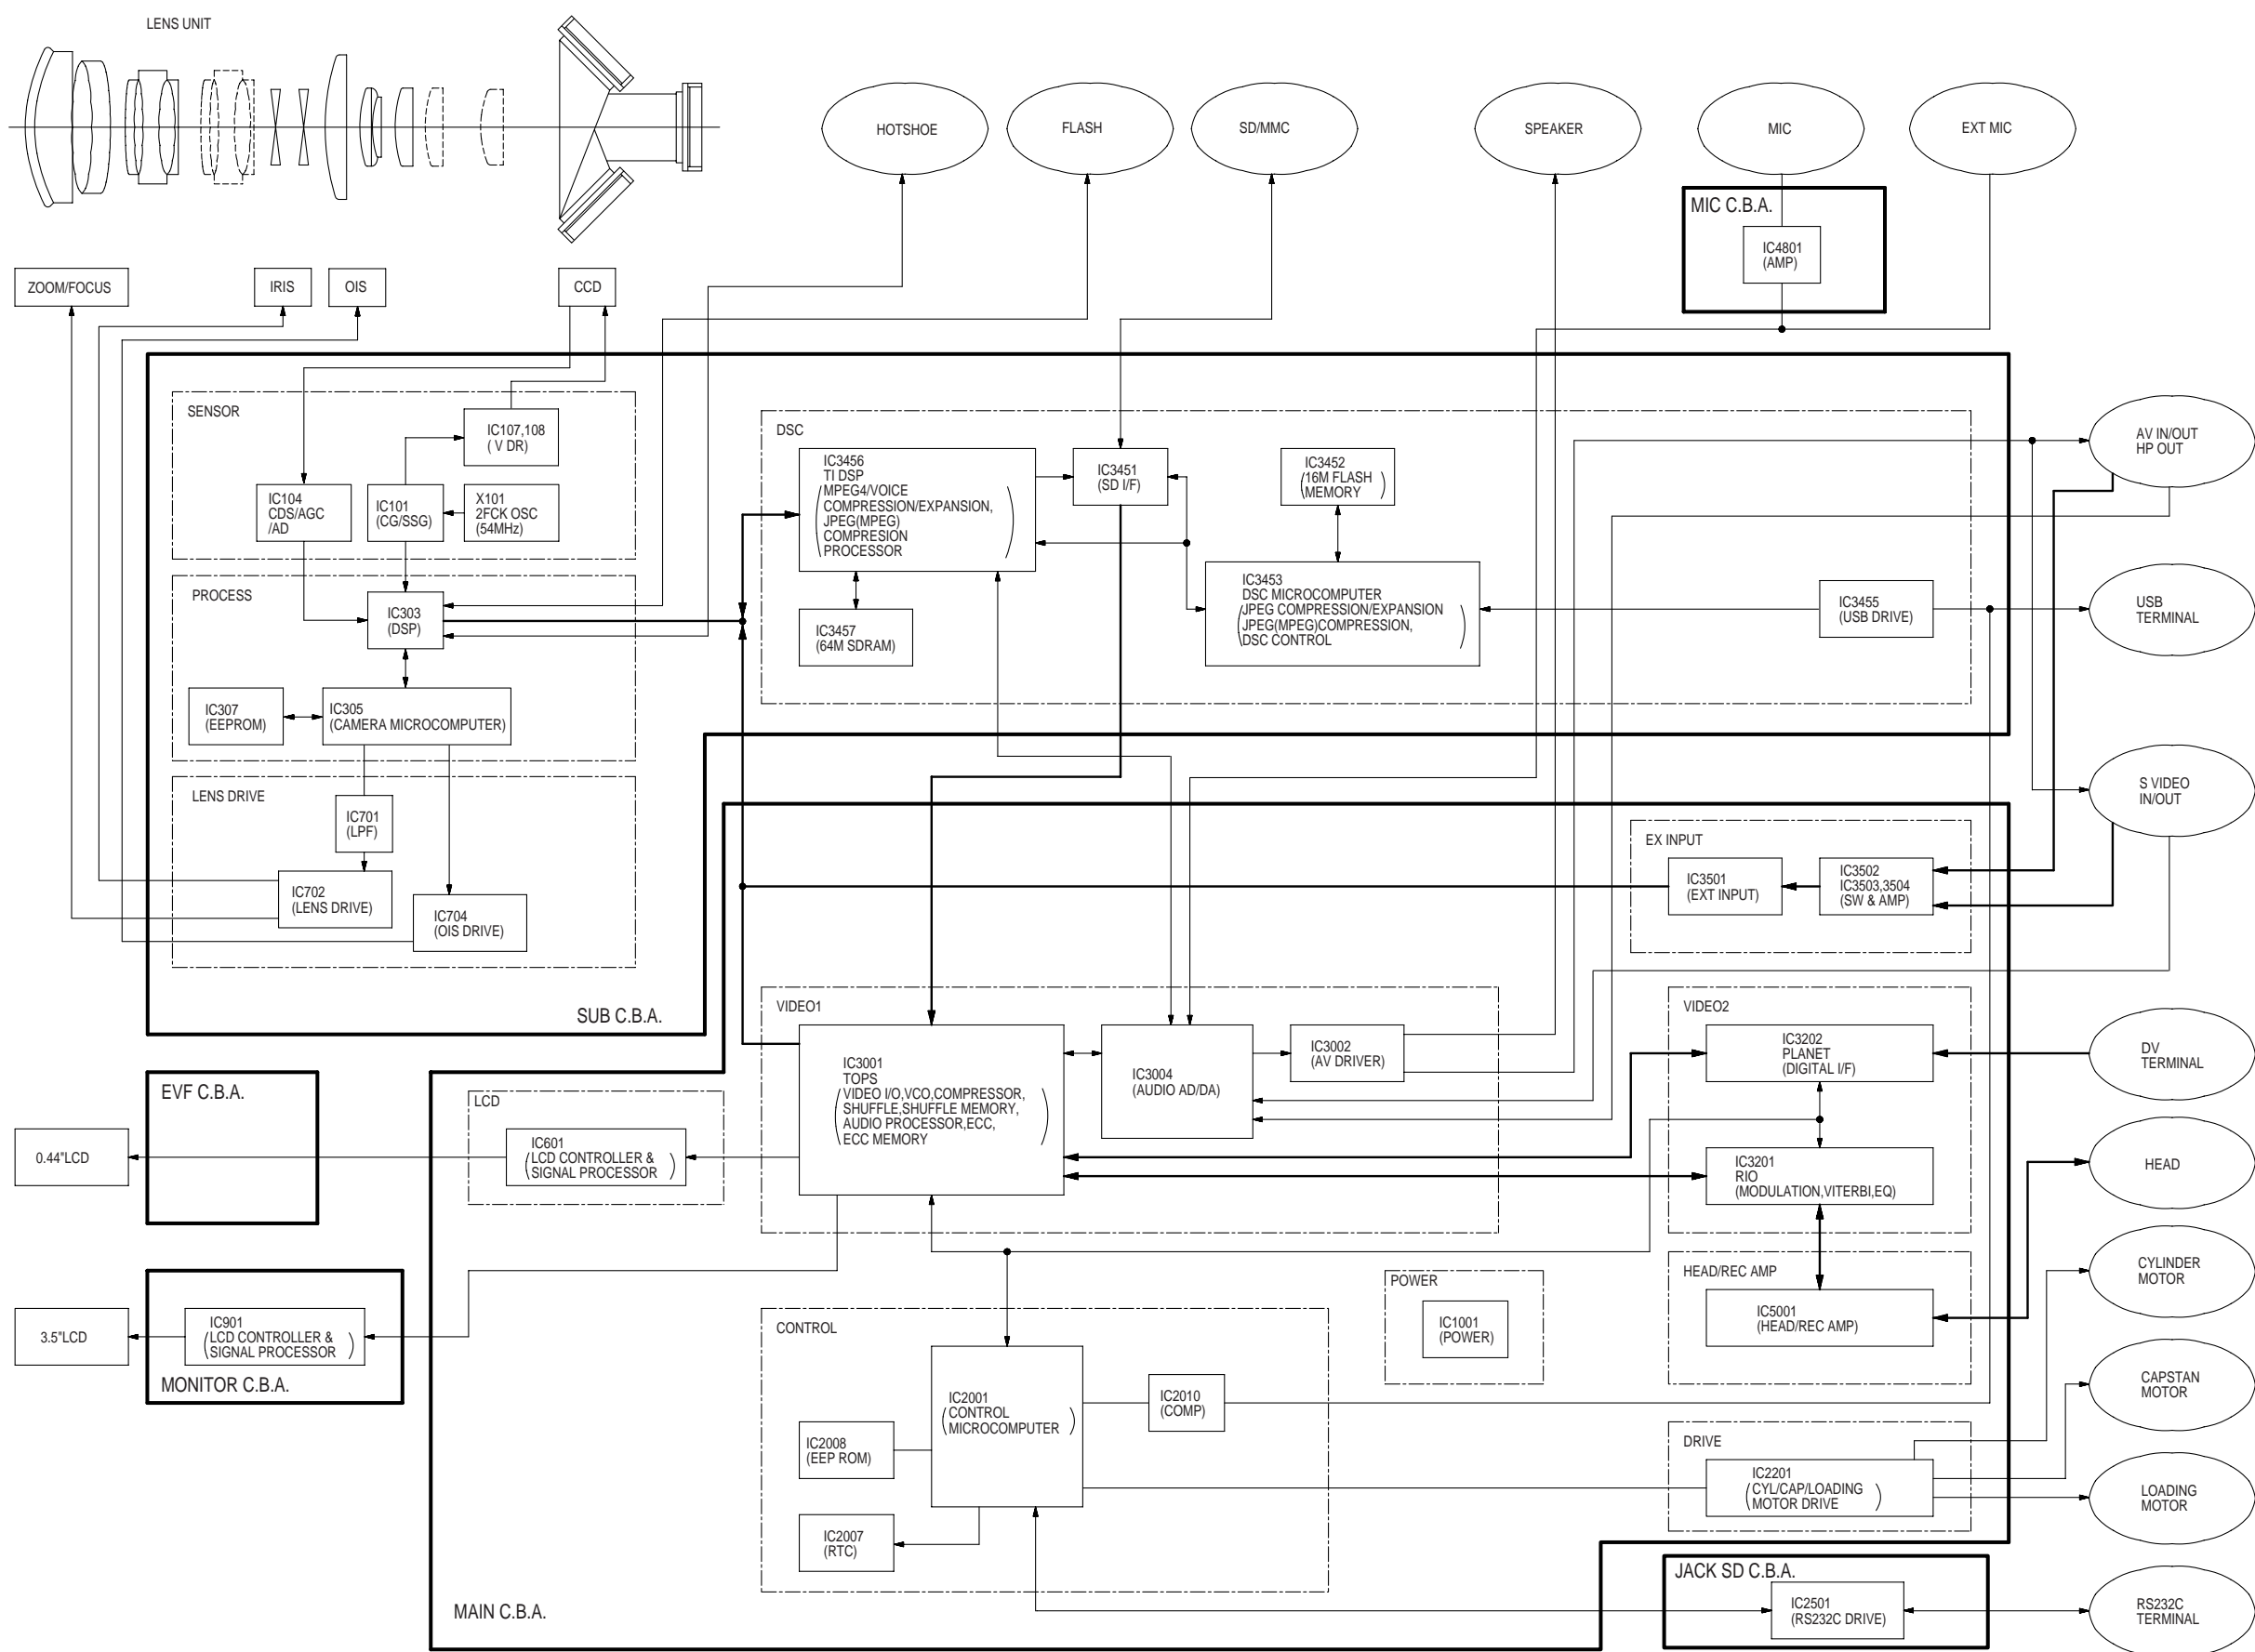 LENS UNIT
HOTSHOE
FLASH
SD/MMC
SPEAKER
MIC
EXT MIC
MIC C.B.A.
IC4801
(AMP)
ZOOM/FOCUS
IRIS
OIS
CCD
SENSOR
IC107,108
( V DR)
IC104
CDS/AGC
/AD
IC101
(CG/SSG)
X101
2FCK OSC
(54MHz)
PROCESS
IC303
(DSP)
IC307
(EEPROM)
IC305
(CAMERA MICROCOMPUTER)
LENS DRIVE
IC701
(LPF)
IC702
(LENS DRIVE)
IC704
(OIS DRIVE)
SUB C.B.A.
DSC
IC3456
TI DSP
MPEG4/VOICE
COMPRESSION/EXPANSION,
JPEG(MPEG)
COMPRESION
PROCESSOR
IC3451
(SD I/F)
IC3452
(16M FLASH
MEMORY )
IC3457
(64M SDRAM)
IC3453
DSC MICROCOMPUTER
(JPEG COMPRESSION/EXPANSION
JPEG(MPEG)COMPRESSION,
DSC CONTROL )
IC3455
(USB DRIVE)
AV IN/OUT
HP OUT
USB
TERMINAL
S VIDEO
IN/OUT
EX INPUT
IC3501
(EXT INPUT)
IC3502
IC3503,3504
(SW & AMP)
VIDEO1
IC3001
TOPS
(VIDEO I/O,VCO,COMPRESSOR,
SHUFFLE,SHUFFLE MEMORY,
AUDIO PROCESSOR,ECC,
ECC MEMORY )
IC3004
(AUDIO AD/DA)
IC3002
(AV DRIVER)
VIDEO2
IC3202
PLANET
(DIGITAL I/F)
IC3201
RIO
(MODULATION,VITERBI,EQ)
DV
TERMINAL
HEAD
EVF C.B.A.
0.44"LCD
LCD
IC601
(LCD CONTROLLER &
SIGNAL PROCESSOR )
HEAD/REC AMP
IC5001
(HEAD/REC AMP)
CYLINDER
MOTOR
POWER
IC1001
(POWER)
3.5"LCD
IC901
(LCD CONTROLLER &
SIGNAL PROCESSOR )
MONITOR C.B.A.
CONTROL
IC2001
(CONTROL
MICROCOMPUTER )
IC2010
(COMP)
IC2008
(EEP ROM)
IC2007
(RTC)
CAPSTAN
MOTOR
DRIVE
IC2201
(CYL/CAP/LOADING
MOTOR DRIVE )
LOADING
MOTOR
JACK SD C.B.A.
IC2501
(RS232C DRIVE)
RS232C
TERMINAL
MAIN C.B.A.